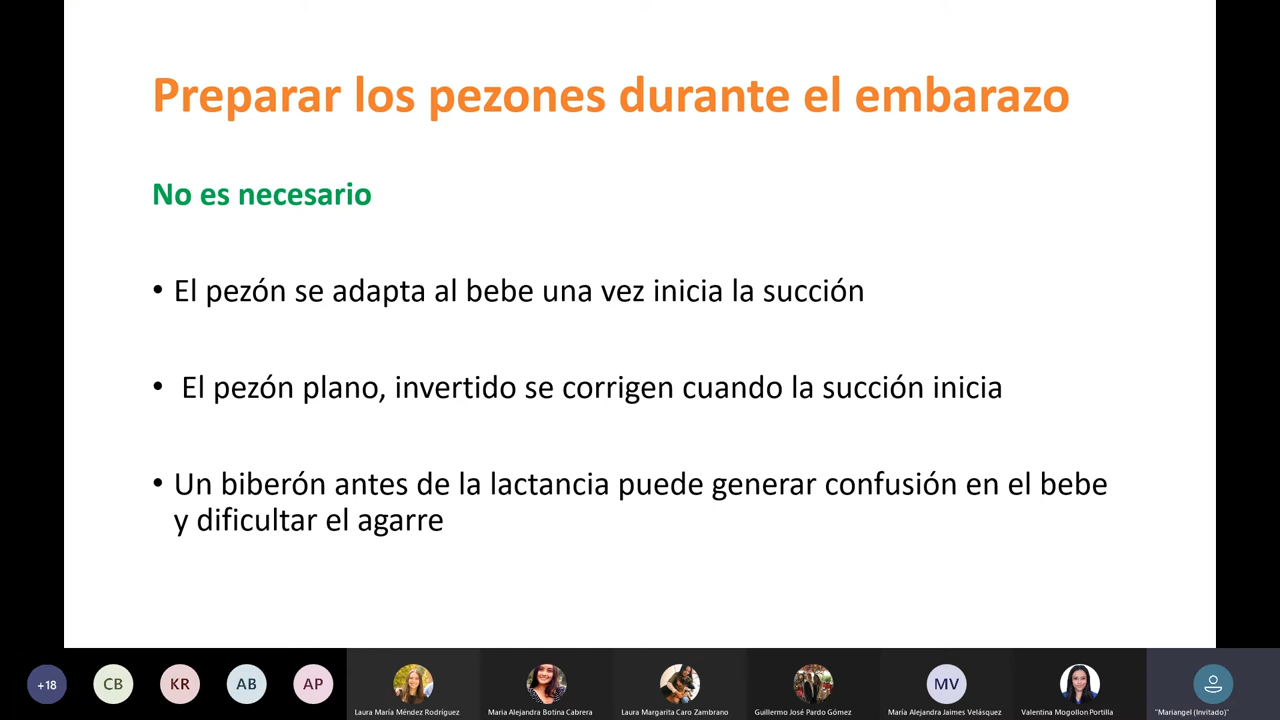 Preparar los pezones durante el embarazo
No es necesario
• El pezón se adapta al bebe una vez inicia la succión
• El pezón plano, invertido se corrigen cuando la succión inicia
• Un biberón antes de la lactancia puede generar confusión en el bebe
y dificultar el agarre
+18
CB
KR
AB
AP
MV
Laura María Méndez Rodríguez
Maria Alejandra Botina Cabrera
Laura Margarita Caro Zambrano
Guillermo José Pardo Gómez
María Alejandra Jaimes Velásquez
Valentina Mogollon Portilla
"Mariangel (Invitado)"